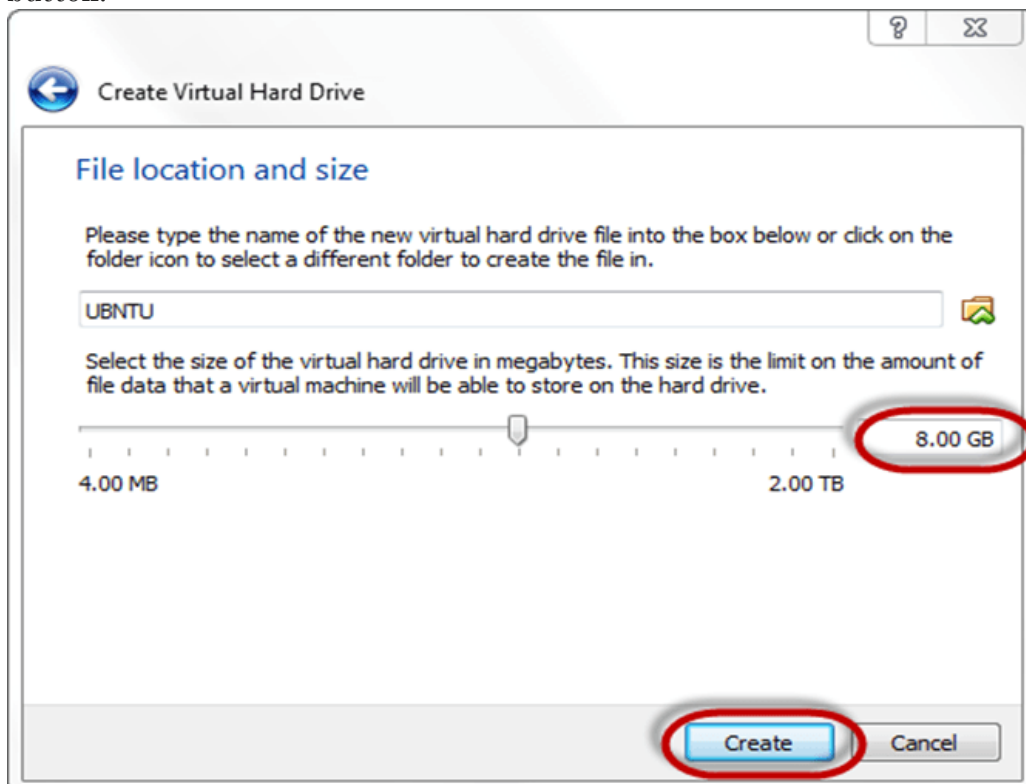 Create Virtual Hard Drive
File location and size
Please type the name of the new virtual hard drive file into the box below or click on the
folder icon to select a different folder to create the file in.
UBNTU
Select the size of the virtual hard drive in megabytes. This size is the limit on the amount of
file data that a virtual machine will be able to store on the hard drive.
8.00 GB
4.00 MB 2.00 TB
Create Cancel